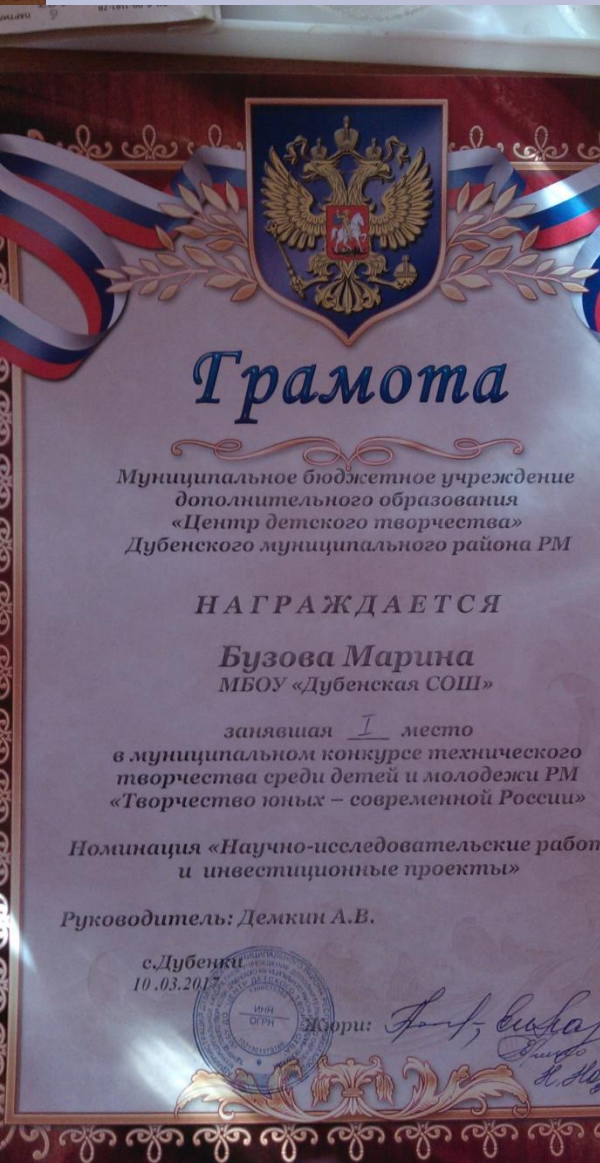 Грамота
Муниципальное бюджетное учреждение
дополнительного образования
«Центр детского творчества»
Дубенского муниципального района РМ
НАГРАЖДАЕТСЯ
Бузова Марина
МБОУ «Дубенская СОШ»
занявшая I место
в муниципальном конкурсе технического
творчества среди детей и молодежи РМ
«Творчество юных – современной России»
Номинация «Научно-исследовательские работ
и инвестиционные проекты»
Руководитель: Демкин А.В.
с.Дубенки
10.03.2017
ИНН
ОГРН
Жюри: